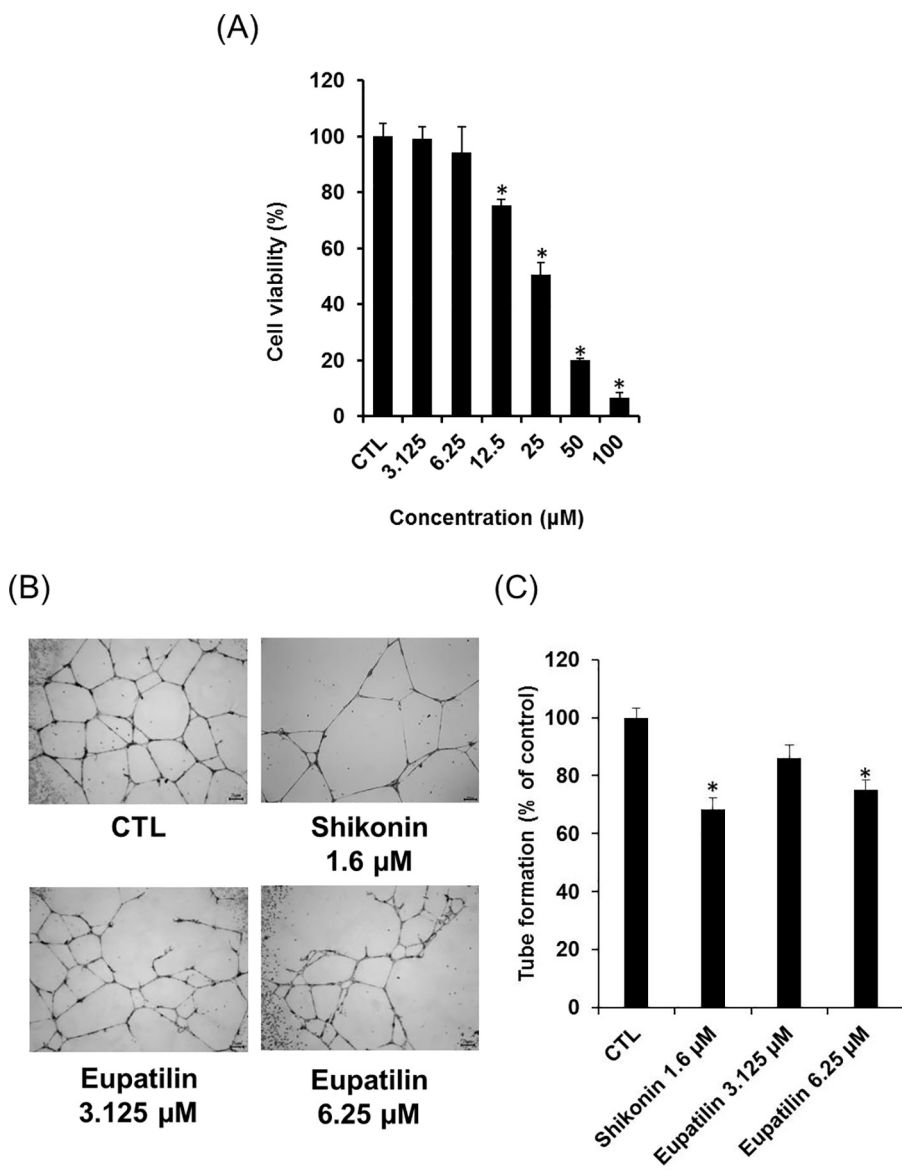 (A)
120
100
80
60
40
20
0
Cell viability (%)
*
*
*
*
CTL
3.125
6.25
12.5
25
50
100
Concentration (µM)
(B)
CTL
Shikonin
1.6 µM
Eupatilin
3.125 µM
Eupatilin
6.25 µM
(C)
120
100
80
60
40
20
0
Tube formation (% of control)
*
*
CTL
Shikonin 1.6 µM
Eupatilin 3.125 µM
Eupatilin 6.25 µM